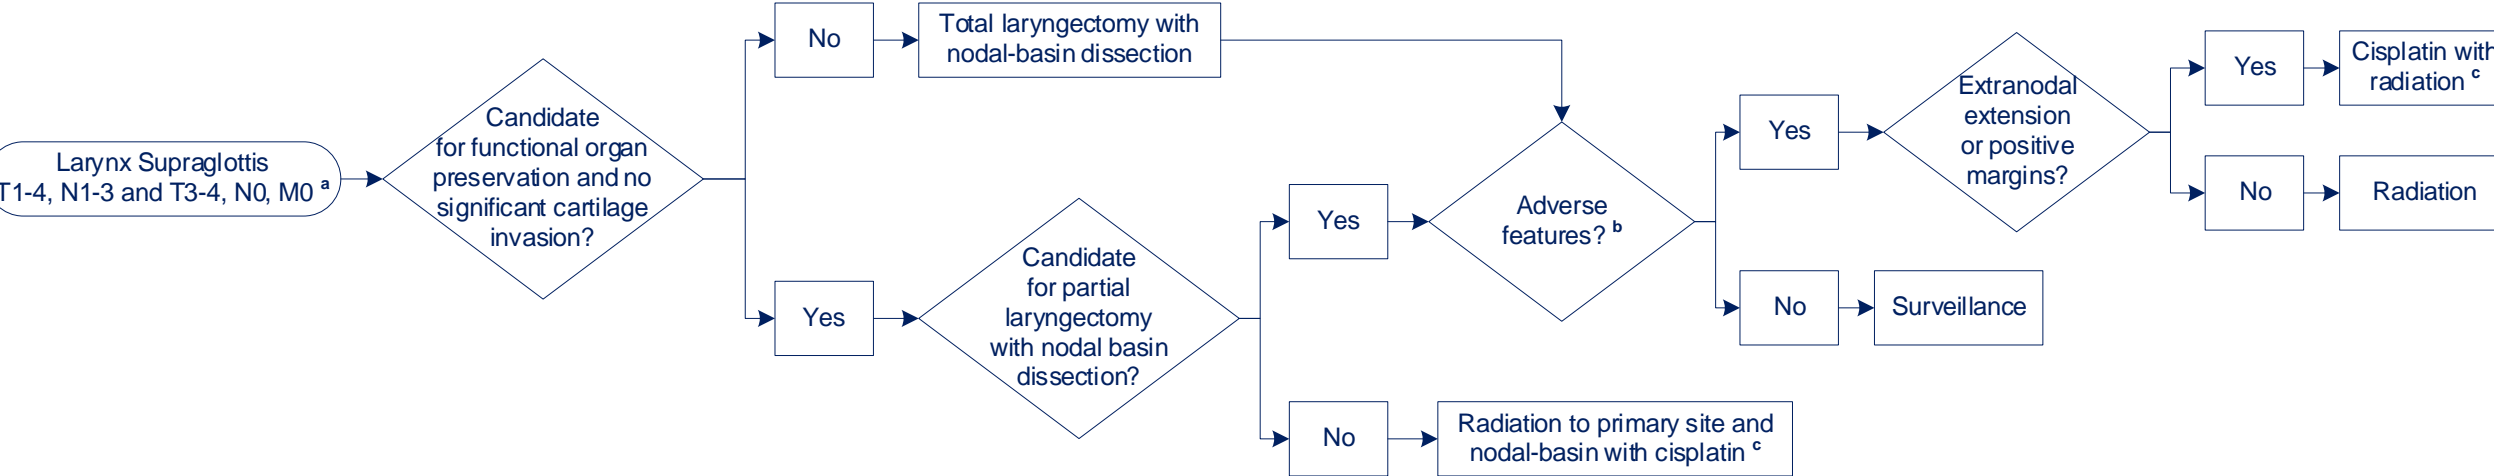 Larynx Supraglottis
T1-4, N1-3 and T3-4, N0, M0 a
Candidate
for functional organ
preservation and no
significant cartilage
invasion?
No
Total laryngectomy with
nodal-basin dissection
Yes
Candidate
for partial
laryngectomy
with nodal basin
dissection?
Yes
No
Radiation to primary site and
nodal-basin with cisplatin c
Adverse
features? b
Yes
No
Surveillance
Extranodal
extension
or positive
margins?
Yes
Cisplatin with
radiation c
No
Radiation